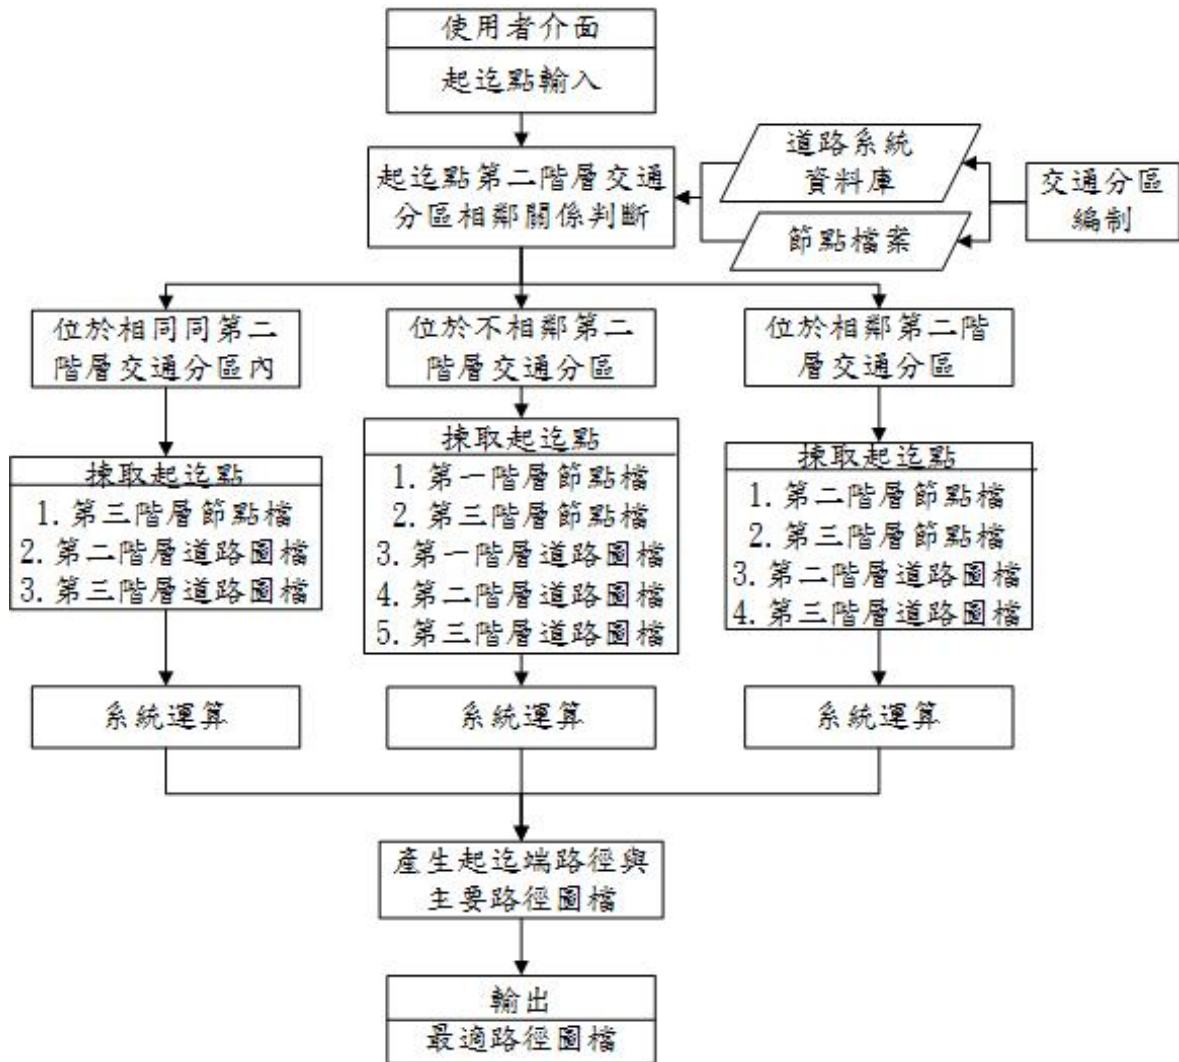 使用者介面
起迄點輸入
起迄點第二階層交通
分區相鄰關係判斷
道路系統
資料庫
節點檔案
交通分區
編制
位於相同同第二
階層交通分區內
位於不相鄰第二
階層交通分區
位於相鄰第二階
層交通分區
揀取起迄點
1. 第三階層節點檔
2. 第二階層道路圖檔
3. 第三階層道路圖檔
揀取起迄點
1. 第一階層節點檔
2. 第三階層節點檔
3. 第一階層道路圖檔
4. 第二階層道路圖檔
5. 第三階層道路圖檔
揀取起迄點
1. 第二階層節點檔
2. 第三階層節點檔
3. 第二階層道路圖檔
4. 第三階層道路圖檔
系統運算
系統運算
系統運算
產生起迄端路徑與
主要路徑圖檔
輸出
最適路徑圖檔